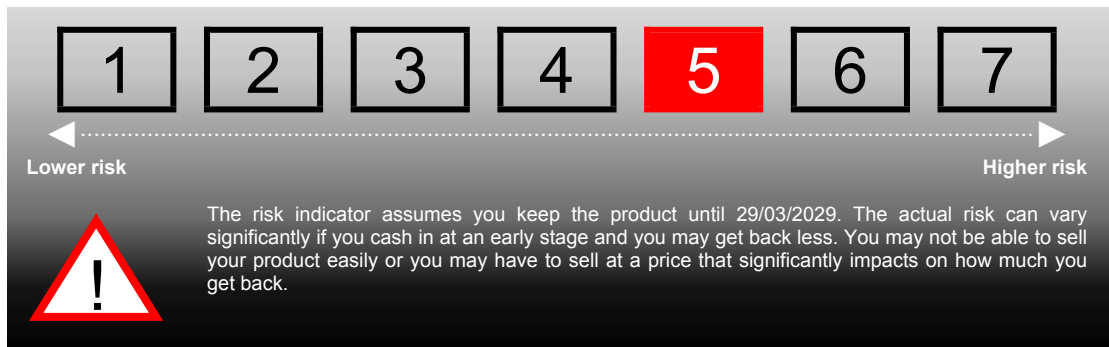 1 2 3 4 5 6 7
Lower risk Higher risk
The risk indicator assumes you keep the product until 29/03/2029. The actual risk can vary
significantly if you cash in at an early stage and you may get back less. You may not be able to sell
your product easily or you may have to sell at a price that significantly impacts on how much you
get back.
!